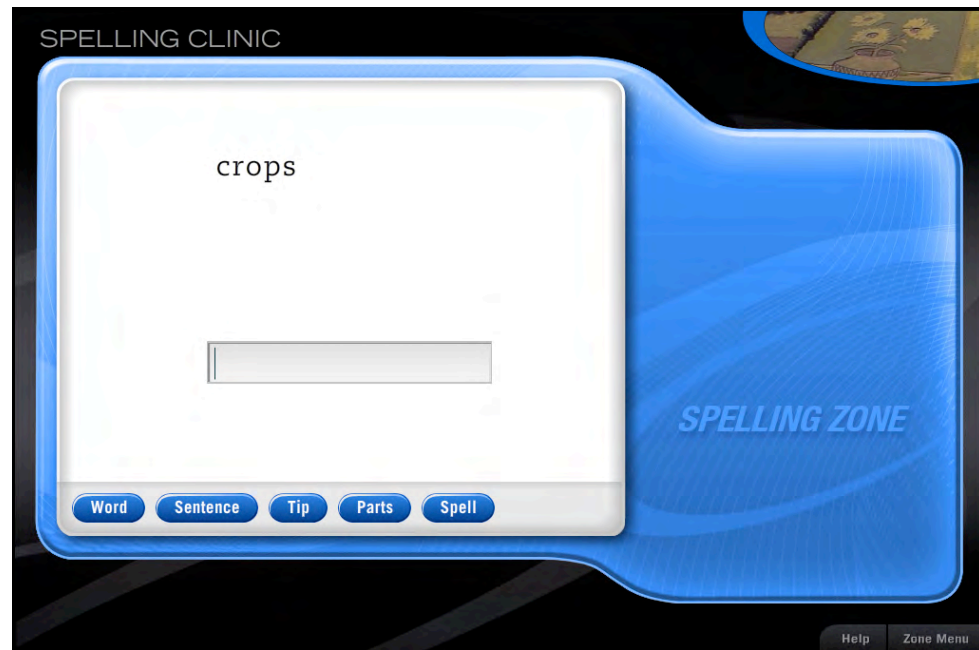 SPELLING CLINIC
crops
SPELLING ZONE
Word Sentence Tip Parts Spell
Help Zone Menu